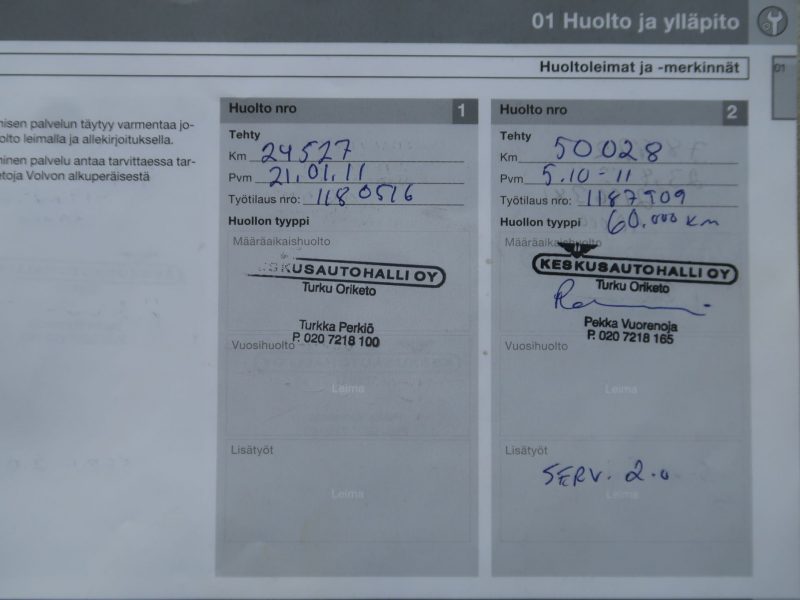 01 Huolto ja ylläpito
Huoltoleimat ja -merkinnät
01
misen palvelun täytyy varmentaa jo-
oito leimalla ja allekirjoituksella.
ninen palvelu antaa tarvittaessa tar-
etoja Volvon alkuperäisestä
Huolto nro 1
Tehty
Km 24527
Pvm 21.01.11
Työtilaus nro: 1180516
Huollon tyyppi
Määräaikaishuolto
KESKUSAUTOHALLI OY
Turku Oriketo
Turkka Perkiö
P. 020 7218 100
Vuosihuolto
Leima
Lisätyöt
Leima
Huolto nro 2
Tehty
Km 50028
Pvm 5.10-11
Työtilaus nro: 1187909
Huollon tyyppi 60.000 KM
Määräaikaishuolto
KESKUSAUTOHALLI OY
Turku Oriketo
Pekka Vuorenoja
P. 020 7218 165
Vuosihuolto
Leima
Lisätyöt
SERV. 2.0
Leima